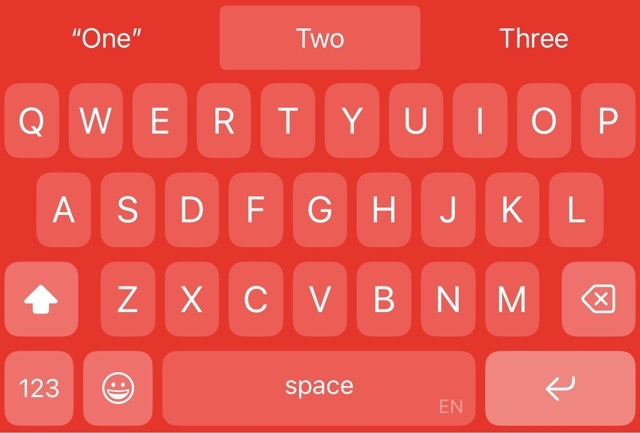 “One” Two Three
Q W E R T Y U I O P
A S D F G H J K L
Z X C V B N M
123 space EN